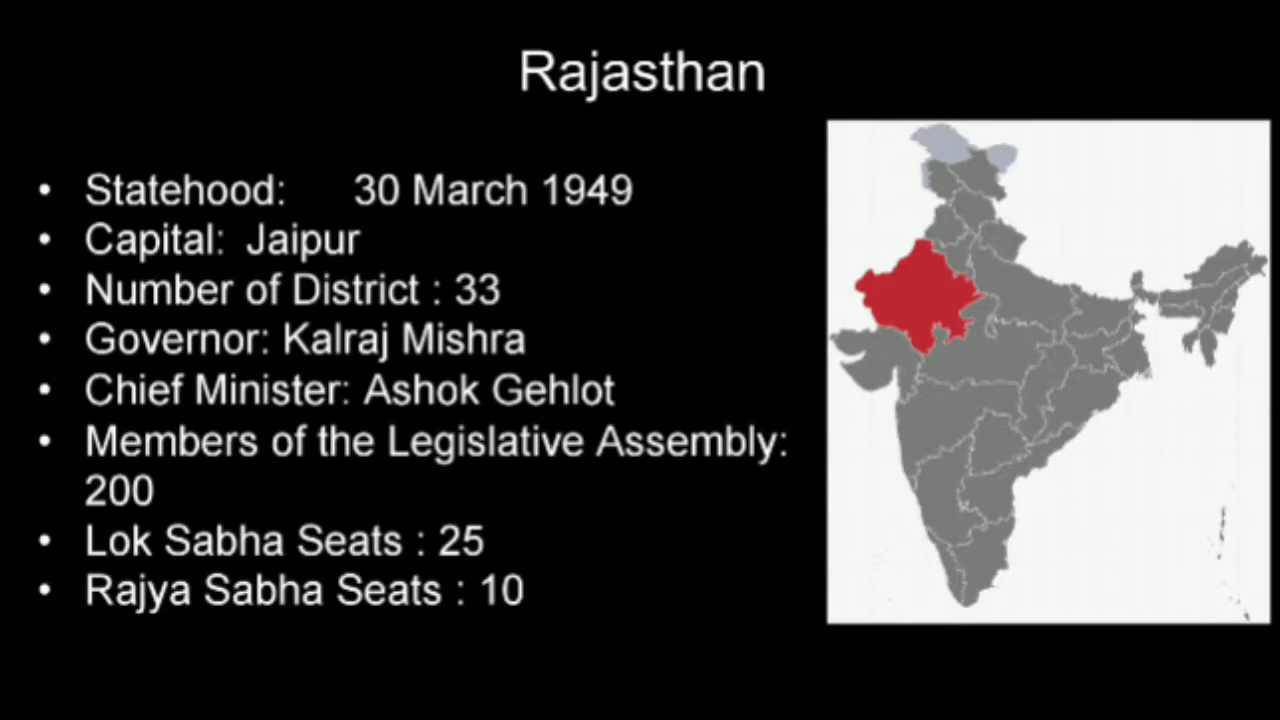 Rajasthan
• Statehood: 30 March 1949
• Capital: Jaipur
• Number of District : 33
• Governor: Kalraj Mishra
• Chief Minister: Ashok Gehlot
• Members of the Legislative Assembly:
200
• Lok Sabha Seats : 25
• Rajya Sabha Seats : 10